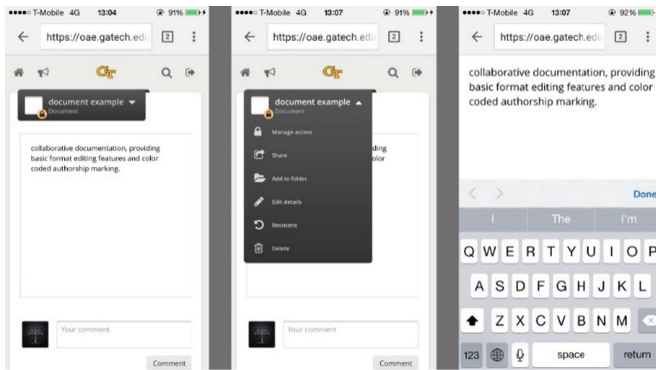 T-Mobile 4G 13:04 91%
https://oae.gatech.edu 2
GT
document example
Document
collaborative documentation, providing
basic format editing features and color
coded authorship marking.
Your comment
Comment
T-Mobile 4G 13:07 91%
https://oae.gatech.edu 2
GT
document example
Document
Manage access
Share
Add to folder
Edit details
Revisions
Delete
ding
olor
Your comment
Comment
T-Mobile 4G 13:07 92%
https://oae.gatech.edu 2
collaborative documentation, providing
basic format editing features and color
coded authorship marking.
Done
I The I'm
Q W E R T Y U I O P
A S D F G H J K L
Z X C V B N M
123 space return